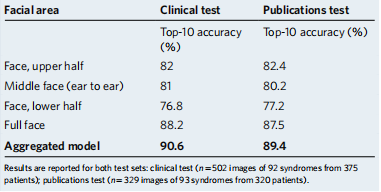 Facial area Clinical test Publications test
Top-10 accuracy Top-10 accuracy (%)
(%)
Face, upper half 82 82.4
Middle face (ear to ear) 81 80.2
Face, lower half 76.8 77.2
Full face 88.2 87.5
Aggregated model 90.6 89.4
Results are reported for both test sets: clinical test (n=502 images of 92 syndromes from 375
patients); publications test (n=329 images of 93 syndromes from 320 patients).